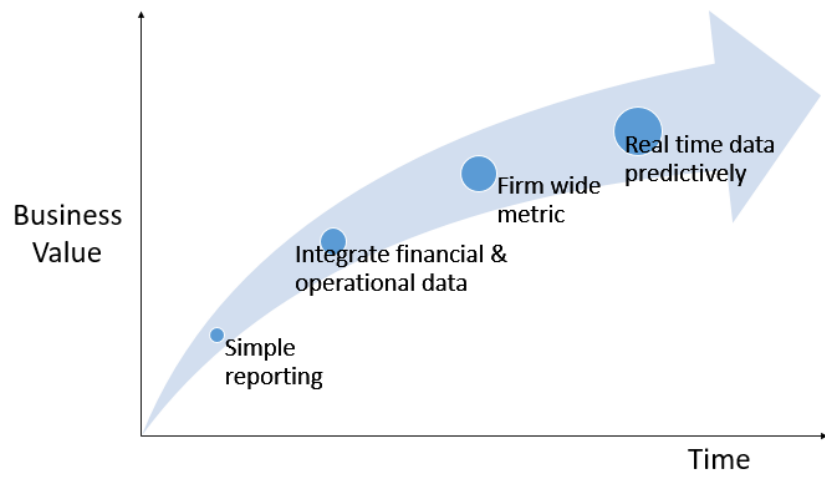 Business
Value
Real time data
predictively
Firm wide
metric
Integrate financial &
operational data
Simple
reporting
Time